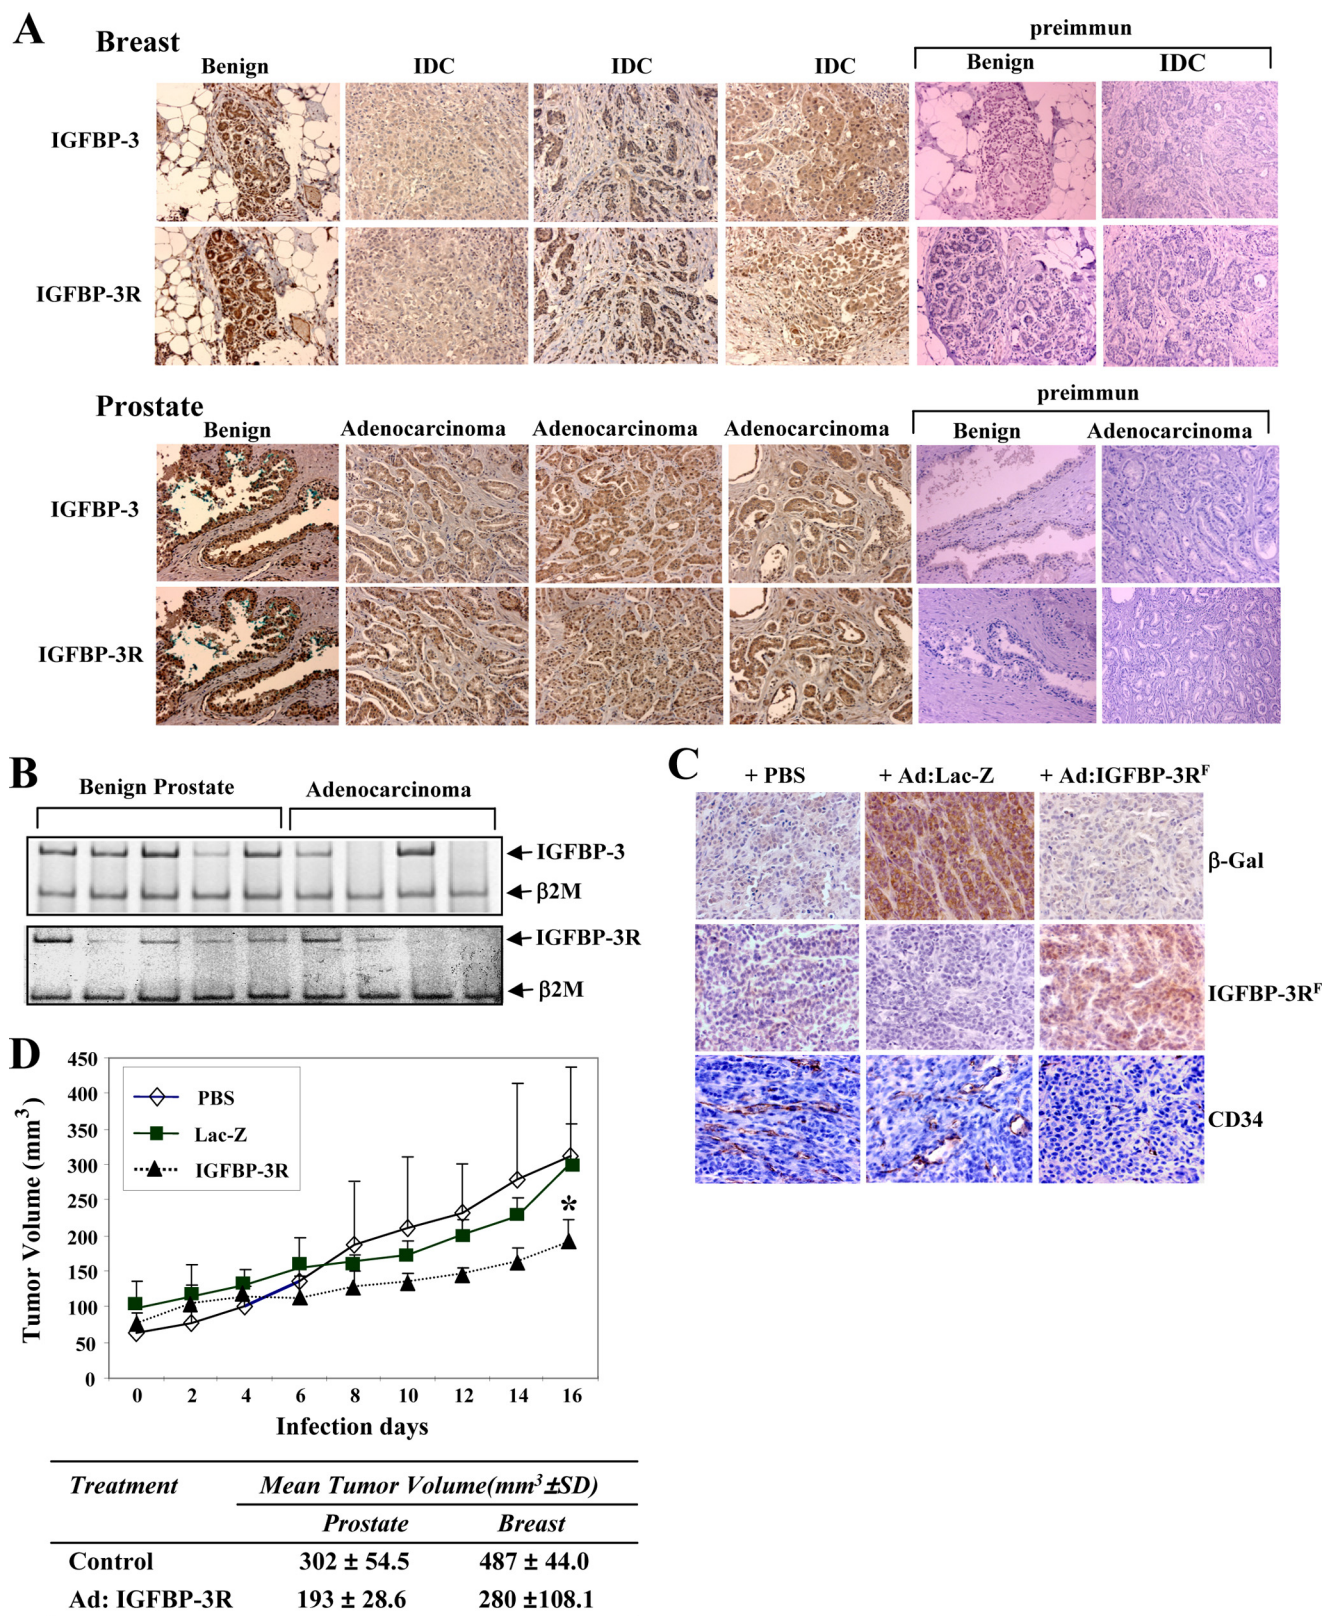 A
Breast
preimmun
Benign IDC IDC IDC Benign IDC
IGFBP-3
IGFBP-3R
Prostate
preimmun
Benign Adenocarcinoma Adenocarcinoma Adenocarcinoma Benign Adenocarcinoma
IGFBP-3
IGFBP-3R
B
Benign Prostate Adenocarcinoma
IGFBP-3
β2M
IGFBP-3R
β2M
C
+ PBS + Ad:Lac-Z + Ad:IGFBP-3Rᶠ
β-Gal
IGFBP-3Rᶠ
CD34
D
Tumor Volume (mm³)
450
400
350
300
250
200
150
100
50
0
PBS
Lac-Z
IGFBP-3R
*
0 2 4 6 8 10 12 14 16
Infection days
Treatment Mean Tumor Volume(mm³±SD)
Prostate Breast
Control 302 ± 54.5 487 ± 44.0
Ad: IGFBP-3R 193 ± 28.6 280 ±108.1